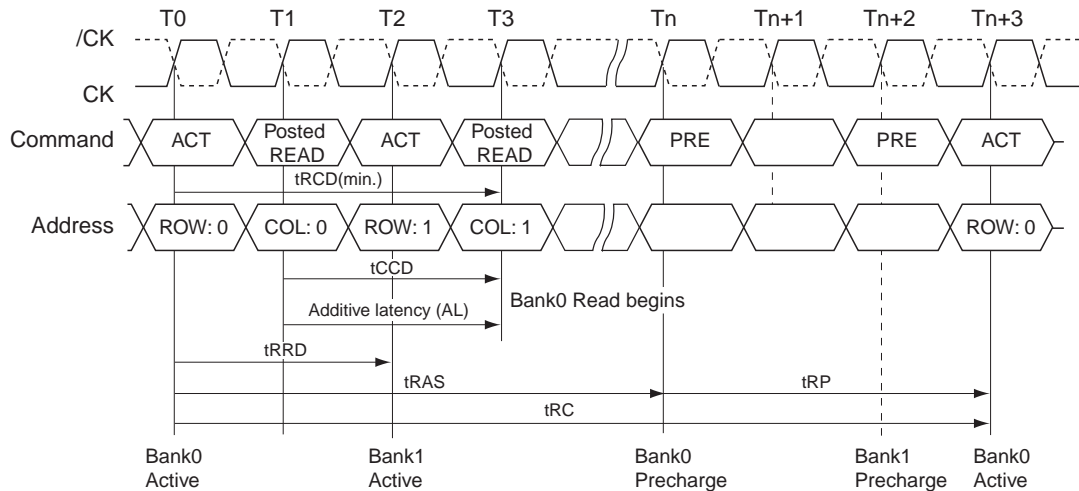 T0 T1 T2 T3 Tn Tn+1 Tn+2 Tn+3
/CK
CK
Command ACT Posted READ ACT Posted READ PRE PRE ACT
tRCD(min.)
Address ROW: 0 COL: 0 ROW: 1 COL: 1 ROW: 0
tCCD
Bank0 Read begins
Additive latency (AL)
tRRD
tRAS tRP
tRC
Bank0 Active Bank1 Active Bank0 Precharge Bank1 Precharge Bank0 Active